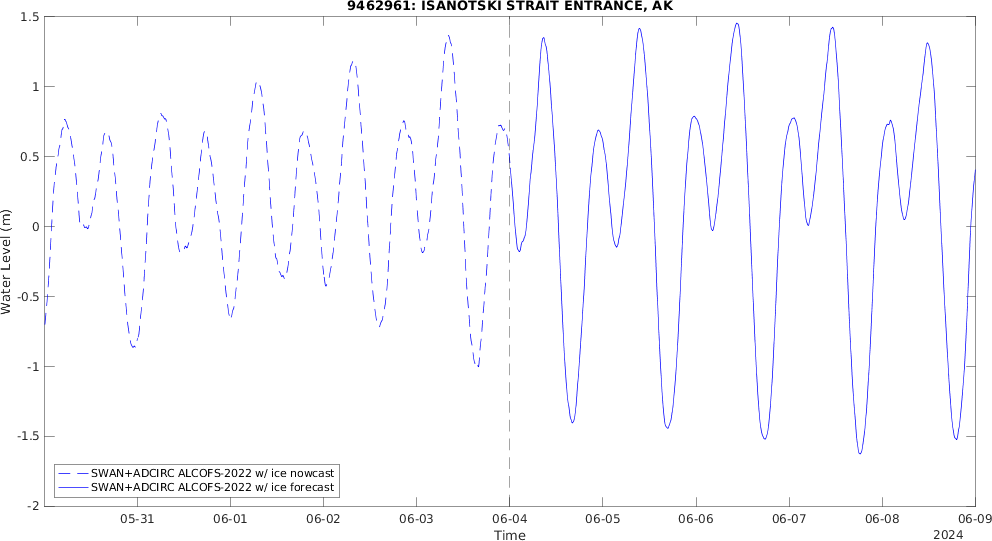 9462961: ISANOTSKI STRAIT ENTRANCE, AK
1.5
1
0.5
0
-0.5
-1
-1.5
-2
Water Level (m)
SWAN+ADCIRC ALCOFS-2022 w/ ice nowcast
SWAN+ADCIRC ALCOFS-2022 w/ ice forecast
05-31 06-01 06-02 06-03 06-04 06-05 06-06 06-07 06-08 06-09
Time
2024